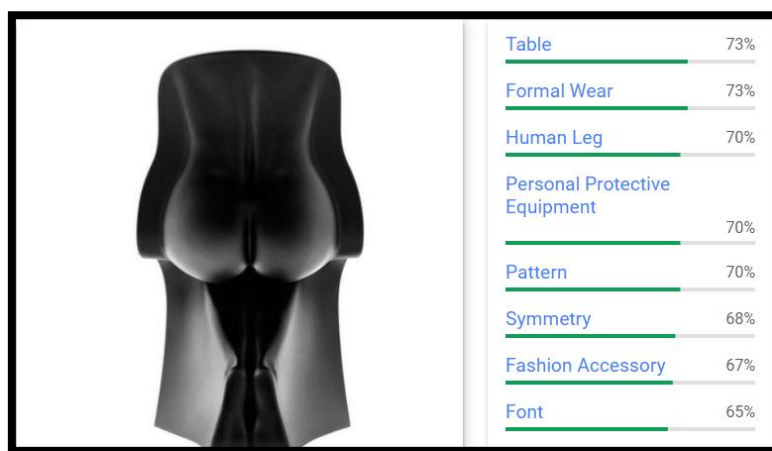 Table 73%
Formal Wear 73%
Human Leg 70%
Personal Protective
Equipment
70%
Pattern 70%
Symmetry 68%
Fashion Accessory 67%
Font 65%